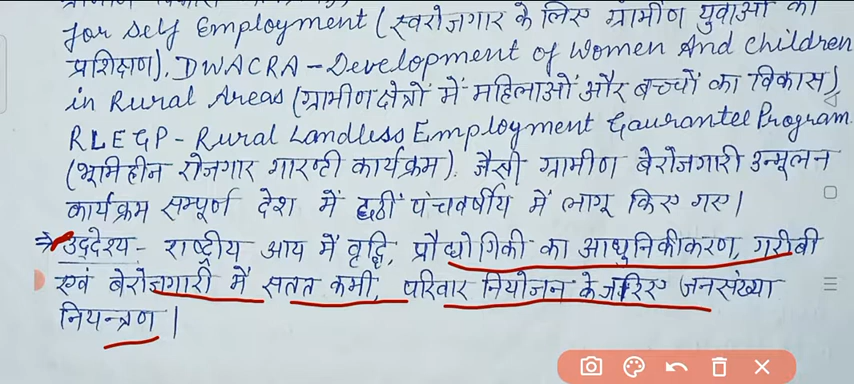 for Self Employment (स्वरोजगार के लिए ग्रामीण युवाओं का
प्रशिक्षण), DWACRA - Development of Women And Children
in Rural Areas (ग्रामीण क्षेत्रों में महिलाओं और बच्चों का विकास),
RLEGP - Rural Landless Employment Gaurantee Program
(भूमिहीन रोजगार गारण्टी कार्यक्रम). जैसी ग्रामीण बेरोजगारी उन्मूलन
कार्यक्रम सम्पूर्ण देश में छठीं पंचवर्षीय में लागू किए गए।
⇒ उद्देश्य - राष्ट्रीय आय में वृद्धि, प्रौद्योगिकी का आधुनिकीकरण, गरीबी
एवं बेरोजगारी में सतत कमी, परिवार नियोजन के जरिए जनसंख्या
नियन्त्रण।